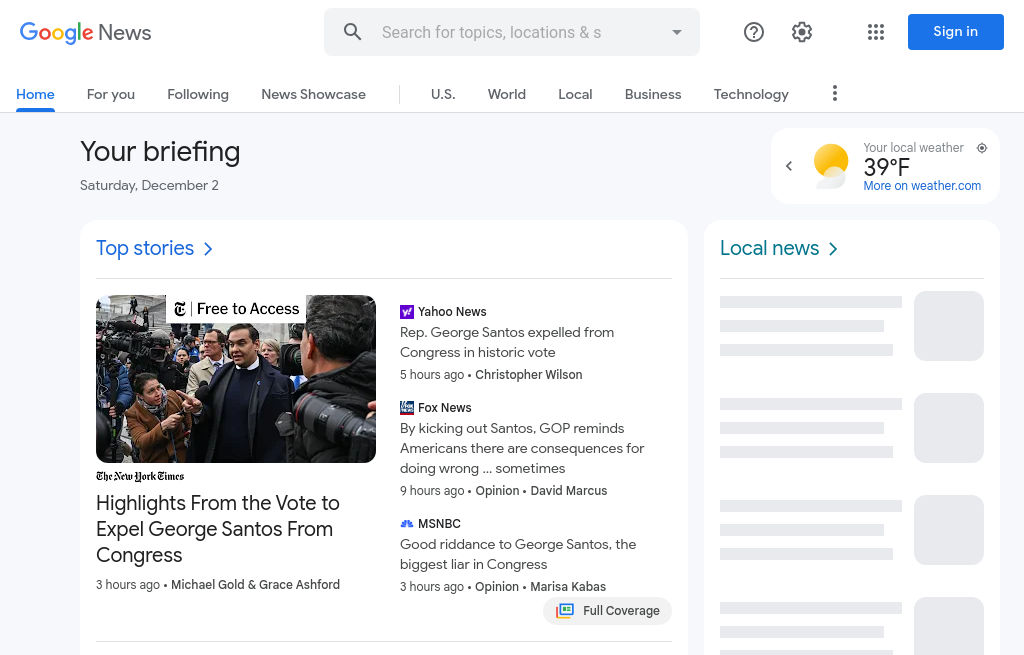 Google News
Search for topics, locations & s
Sign in
Home
For you
Following
News Showcase
U.S.
World
Local
Business
Technology
Your briefing
Saturday, December 2
Your local weather
39°F
More on weather.com
Top stories
Local news
Free to Access
The New York Times
Highlights From the Vote to
Expel George Santos From
Congress
3 hours ago • Michael Gold & Grace Ashford
Yahoo News
Rep. George Santos expelled from
Congress in historic vote
5 hours ago • Christopher Wilson
Fox News
By kicking out Santos, GOP reminds
Americans there are consequences for
doing wrong ... sometimes
9 hours ago • Opinion • David Marcus
MSNBC
Good riddance to George Santos, the
biggest liar in Congress
3 hours ago • Opinion • Marisa Kabas
Full Coverage